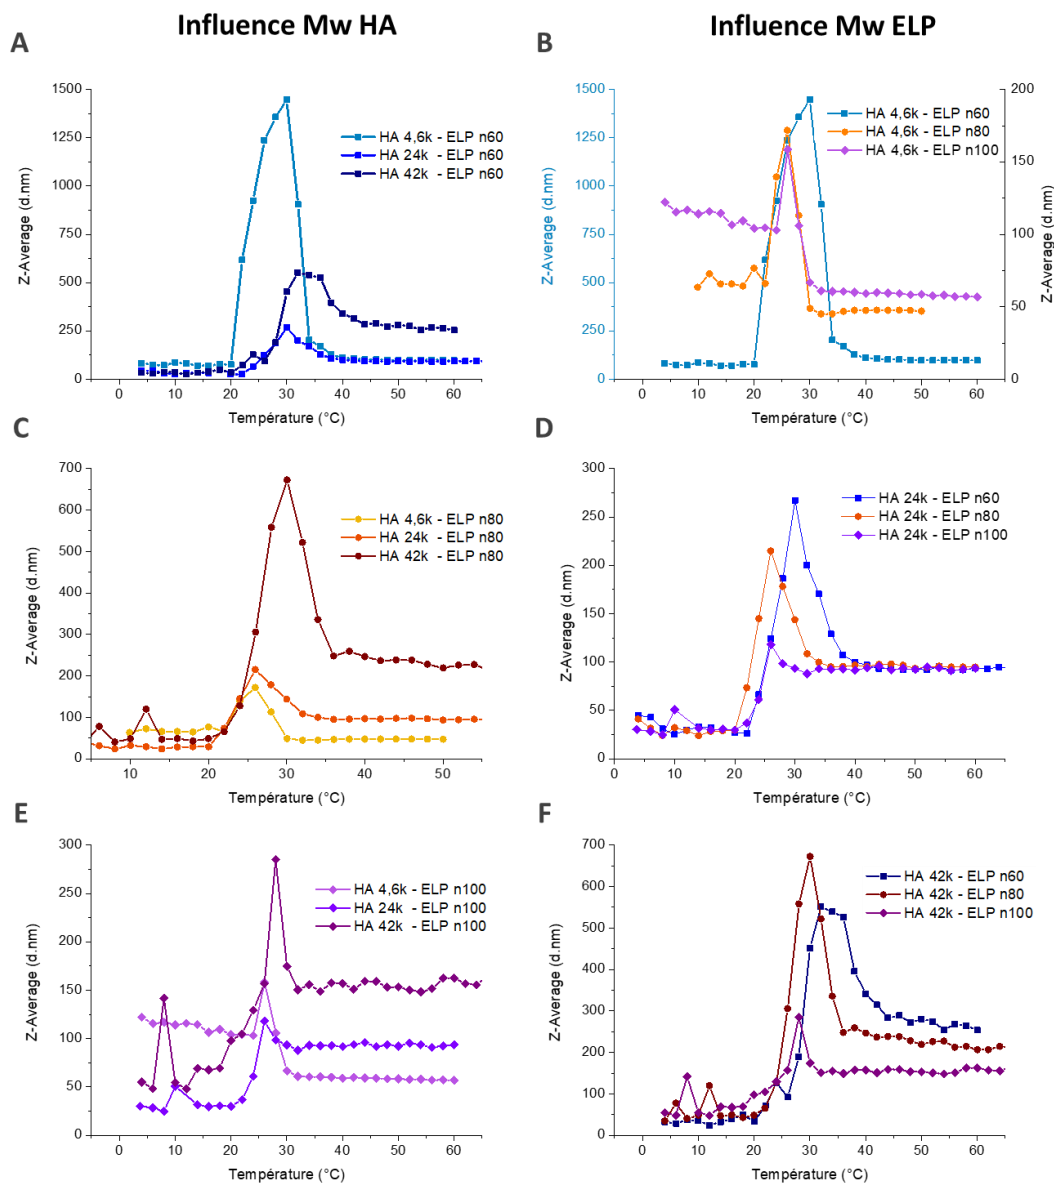 Influence Mw HA
Influence Mw ELP
A
1500
1250
1000
750
500
250
0
Z-Average (d.nm)
0 10 20 30 40 50 60
Température (°C)
HA 4,6k - ELP n60
HA 24k - ELP n60
HA 42k - ELP n60
B
1500
1250
1000
750
500
250
0
Z-Average (d.nm)
0 10 20 30 40 50 60
Température (°C)
200
150
100
50
0
Z-Average (d.nm)
HA 4,6k - ELP n60
HA 4,6k - ELP n80
HA 4,6k - ELP n100
C
700
600
500
400
300
200
100
0
Z-Average (d.nm)
10 20 30 40 50
Température (°C)
HA 4,6k - ELP n80
HA 24k - ELP n80
HA 42k - ELP n80
D
300
250
200
150
100
50
0
Z-Average (d.nm)
0 10 20 30 40 50 60
Température (°C)
HA 24k - ELP n60
HA 24k - ELP n80
HA 24k - ELP n100
E
300
250
200
150
100
50
0
Z-Average (d.nm)
0 10 20 30 40 50 60
Température (°C)
HA 4,6k - ELP n100
HA 24k - ELP n100
HA 42k - ELP n100
F
700
600
500
400
300
200
100
0
Z-Average (d.nm)
0 10 20 30 40 50 60
Température (°C)
HA 42k - ELP n60
HA 42k - ELP n80
HA 42k - ELP n100